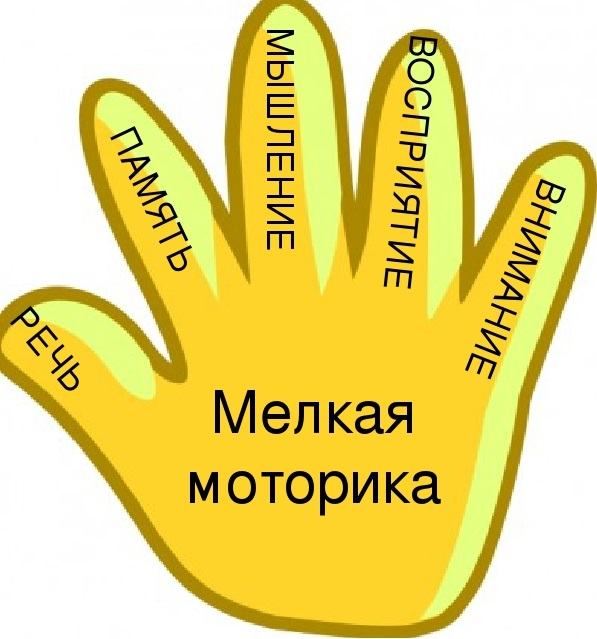 РЕЧЬ
ПАМЯТЬ
МЫШЛЕНИЕ
ВОСПРИЯТИЕ
ВНИМАНИЕ
Мелкая
моторика